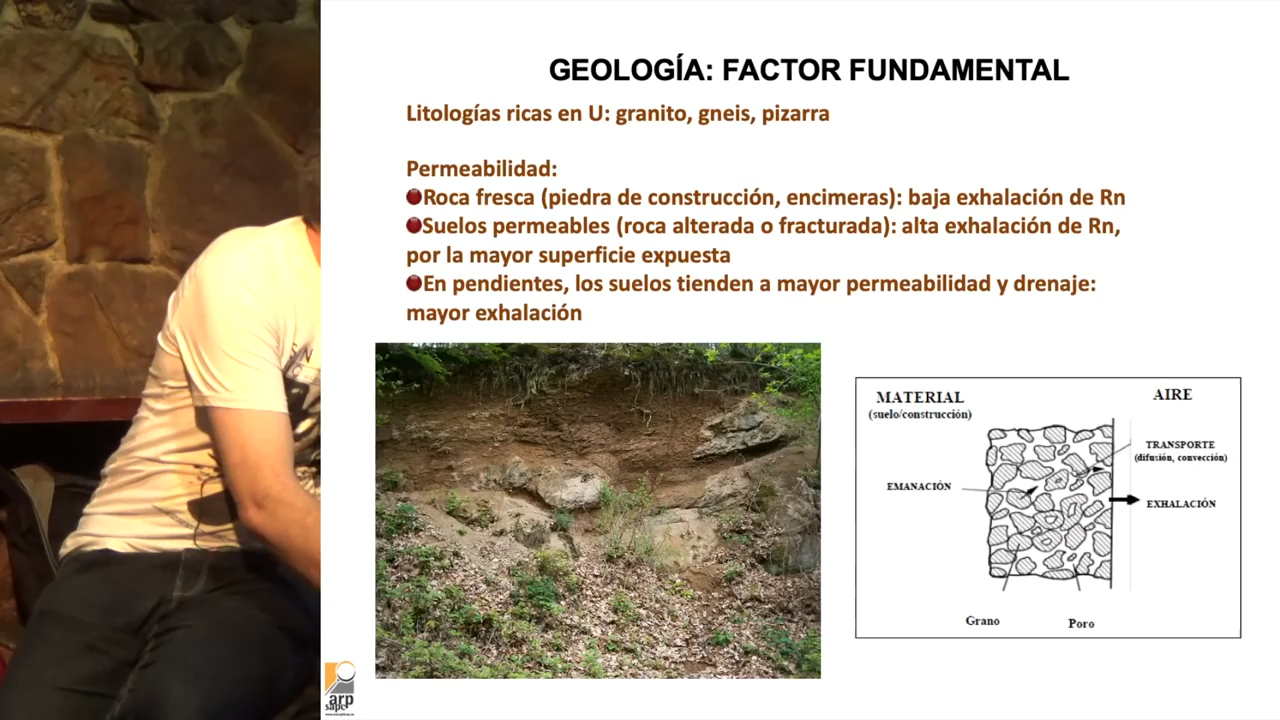 GEOLOGÍA: FACTOR FUNDAMENTAL
Litologías ricas en U: granito, gneis, pizarra
Permeabilidad:
Roca fresca (piedra de construcción, encimeras): baja exhalación de Rn
Suelos permeables (roca alterada o fracturada): alta exhalación de Rn,
por la mayor superficie expuesta
En pendientes, los suelos tienden a mayor permeabilidad y drenaje:
mayor exhalación
MATERIAL
(suelo/construcción)
AIRE
TRANSPORTE
(difusión, convección)
EMANACIÓN
EXHALACIÓN
Grano
Poro
arp
sapc